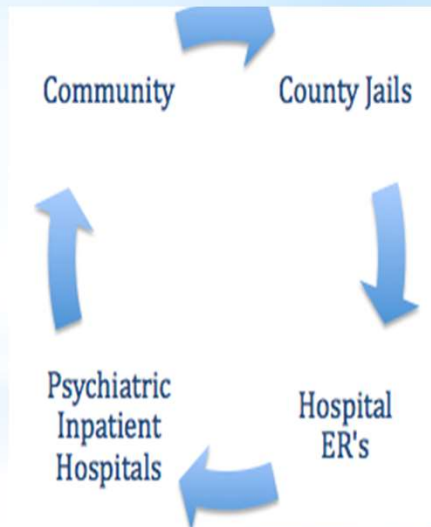 Community
County Jails
Psychiatric
Inpatient
Hospitals
Hospital
ER's